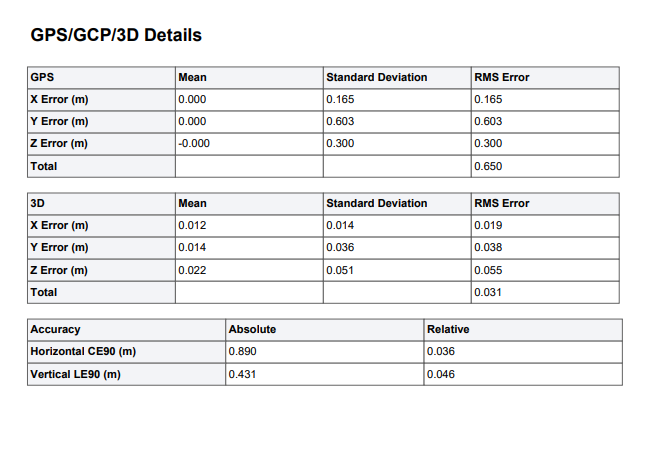 GPS/GCP/3D Details
GPS Mean Standard Deviation RMS Error
X Error (m) 0.000 0.165 0.165
Y Error (m) 0.000 0.603 0.603
Z Error (m) -0.000 0.300 0.300
Total 0.650
3D Mean Standard Deviation RMS Error
X Error (m) 0.012 0.014 0.019
Y Error (m) 0.014 0.036 0.038
Z Error (m) 0.022 0.051 0.055
Total 0.031
Accuracy Absolute Relative
Horizontal CE90 (m) 0.890 0.036
Vertical LE90 (m) 0.431 0.046